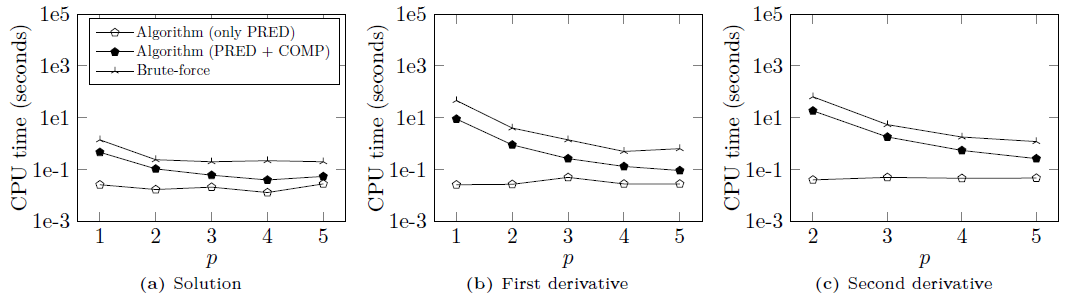 1e5
1e3
1e1
1e-1
1e-3
CPU time (seconds)
Algorithm (only PRED)
Algorithm (PRED + COMP)
Brute-force
1 2 3 4 5
p
(a) Solution
1e5
1e3
1e1
1e-1
1e-3
CPU time (seconds)
1 2 3 4 5
p
(b) First derivative
1e5
1e3
1e1
1e-1
1e-3
CPU time (seconds)
2 3 4 5
p
(c) Second derivative